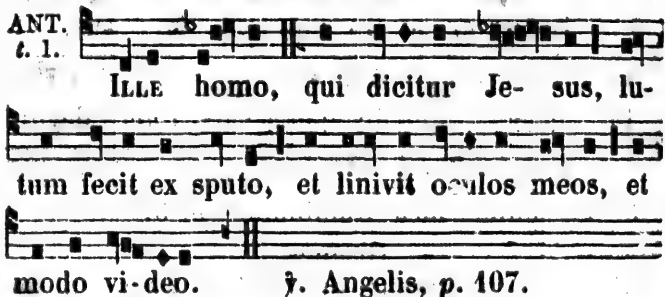 ANT.
t. 1.
ILLE homo, qui dicitur Je- sus, lu-
tum fecit ex sputo, et linivit oculos meos, et
modo vi-deo. ℣. Angelis, p. 107.